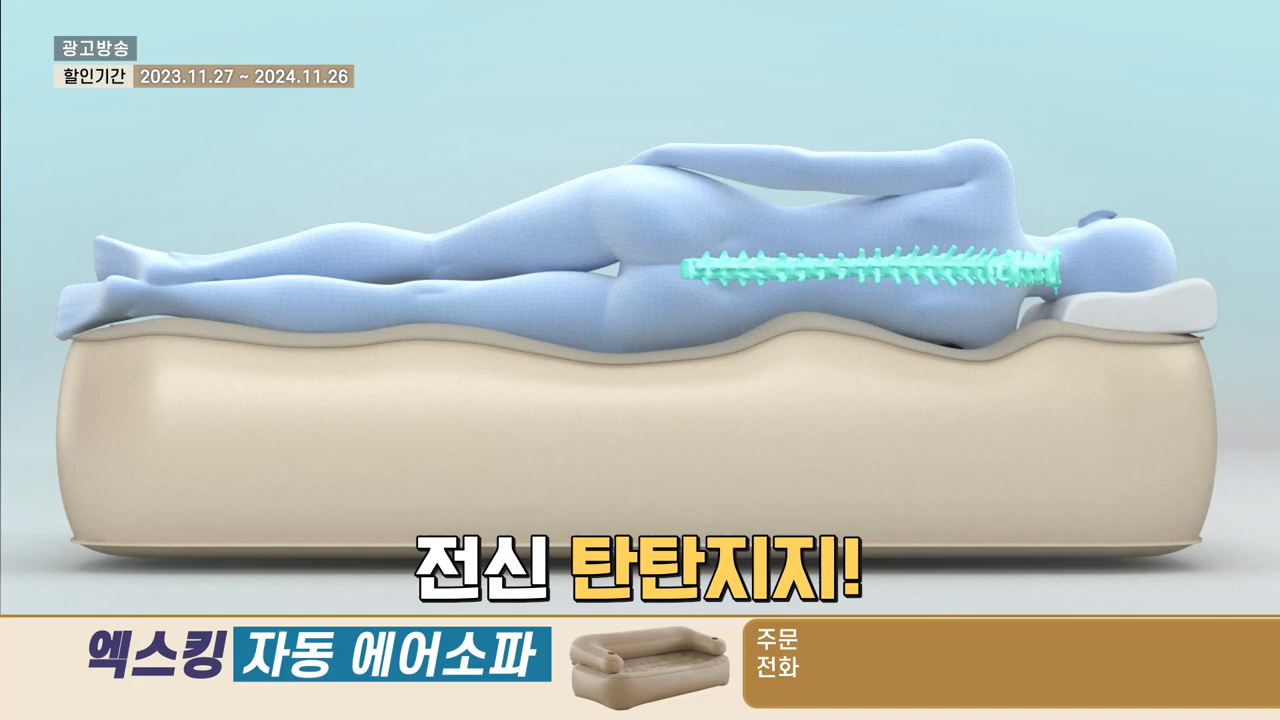 광고방송
할인기간 2023.11.27 ~ 2024.11.26
전신 탄탄지지!
엑스킹 자동 에어소파
주문
전화